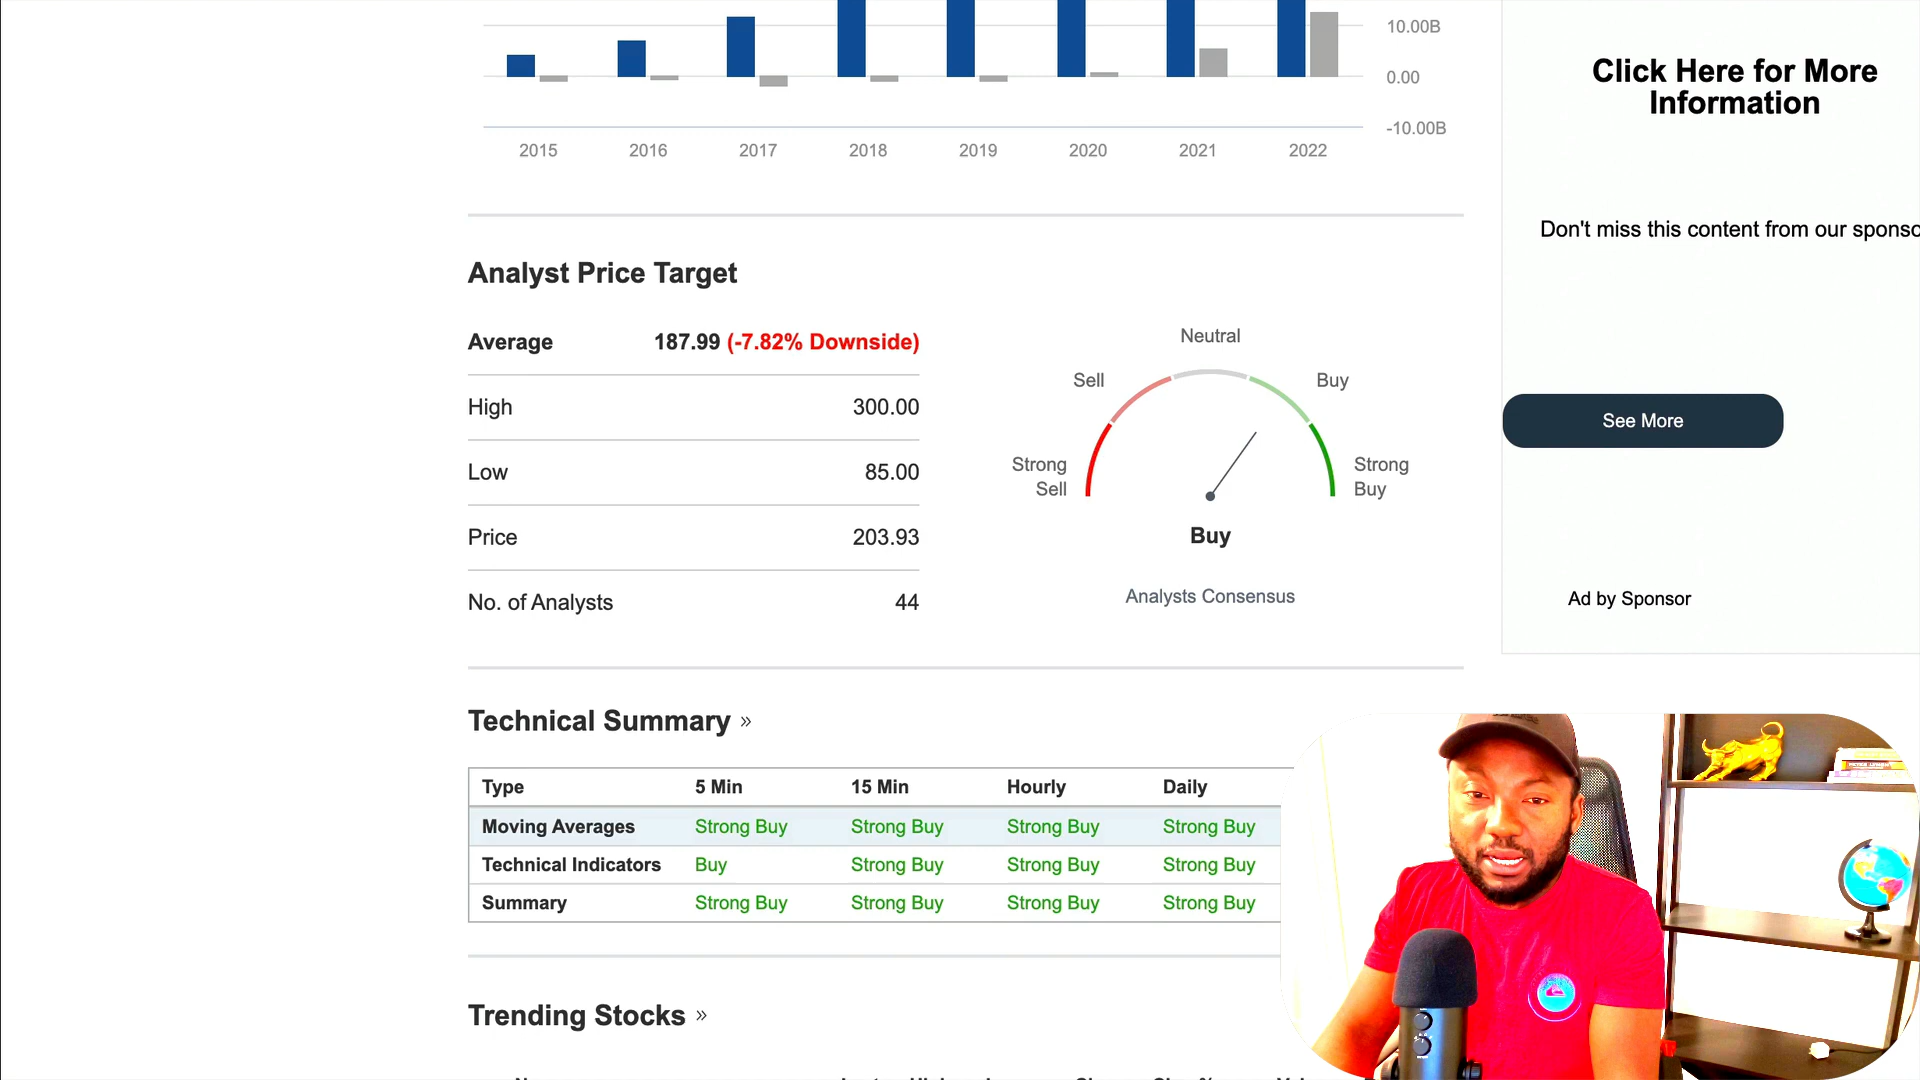 10.00B
0.00
-10.00B
2015 2016 2017 2018 2019 2020 2021 2022
Click Here for More
Information
Don't miss this content from our sponso
See More
Ad by Sponsor
Analyst Price Target
Average 187.99 (-7.82% Downside)
High 300.00
Low 85.00
Price 203.93
No. of Analysts 44
Neutral
Sell
Buy
Strong
Sell
Strong
Buy
Buy
Analysts Consensus
Technical Summary »
Type 5 Min 15 Min Hourly Daily
Moving Averages Strong Buy Strong Buy Strong Buy Strong Buy
Technical Indicators Buy Strong Buy Strong Buy Strong Buy
Summary Strong Buy Strong Buy Strong Buy Strong Buy
Trending Stocks »